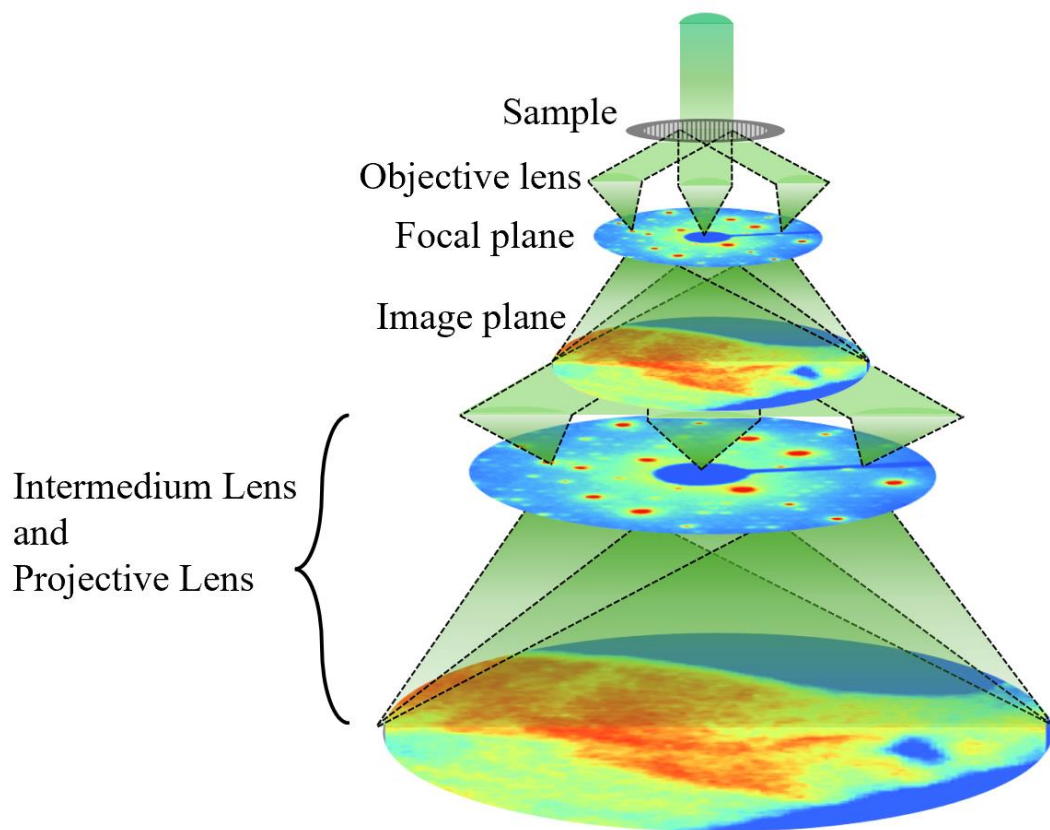 Sample
Objective lens
Focal plane
Image plane
Intermedium Lens
and
Projective Lens